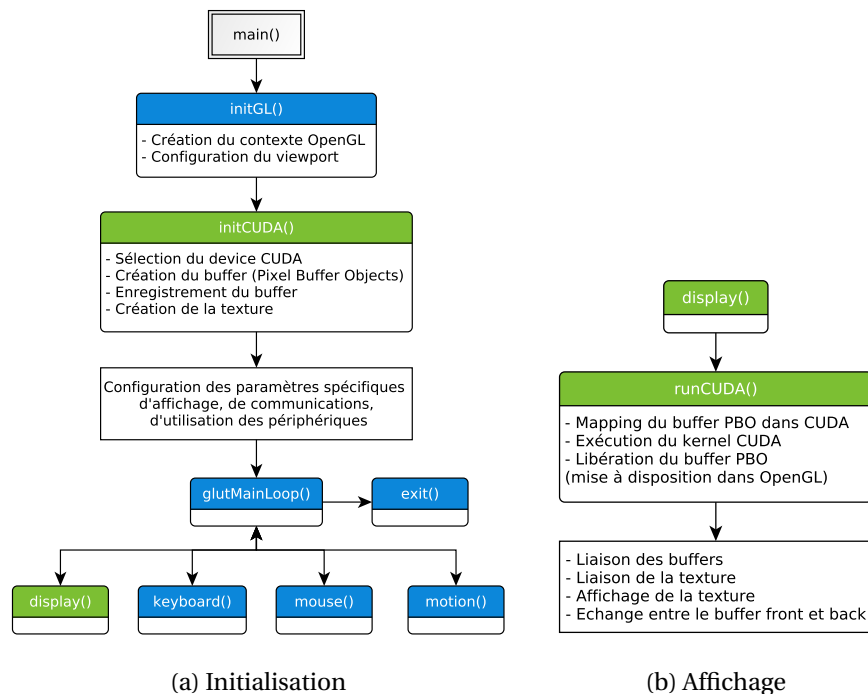 main()
initGL()
- Création du contexte OpenGL
- Configuration du viewport
initCUDA()
- Sélection du device CUDA
- Création du buffer (Pixel Buffer Objects)
- Enregistrement du buffer
- Création de la texture
Configuration des paramètres spécifiques
d'affichage, de communications,
d'utilisation des périphériques
glutMainLoop()
exit()
display()
keyboard()
mouse()
motion()
(a) Initialisation
display()
runCUDA()
- Mapping du buffer PBO dans CUDA
- Exécution du kernel CUDA
- Libération du buffer PBO
(mise à disposition dans OpenGL)
- Liaison des buffers
- Liaison de la texture
- Affichage de la texture
- Echange entre le buffer front et back
(b) Affichage